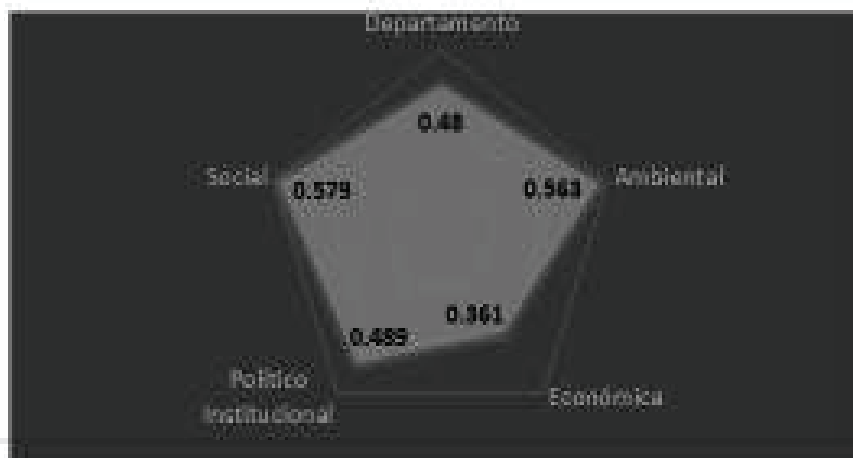 Departamento
0.48
Social
0.579
0.563
Ambiental
0.361
0.489
Político
Institucional
Económica